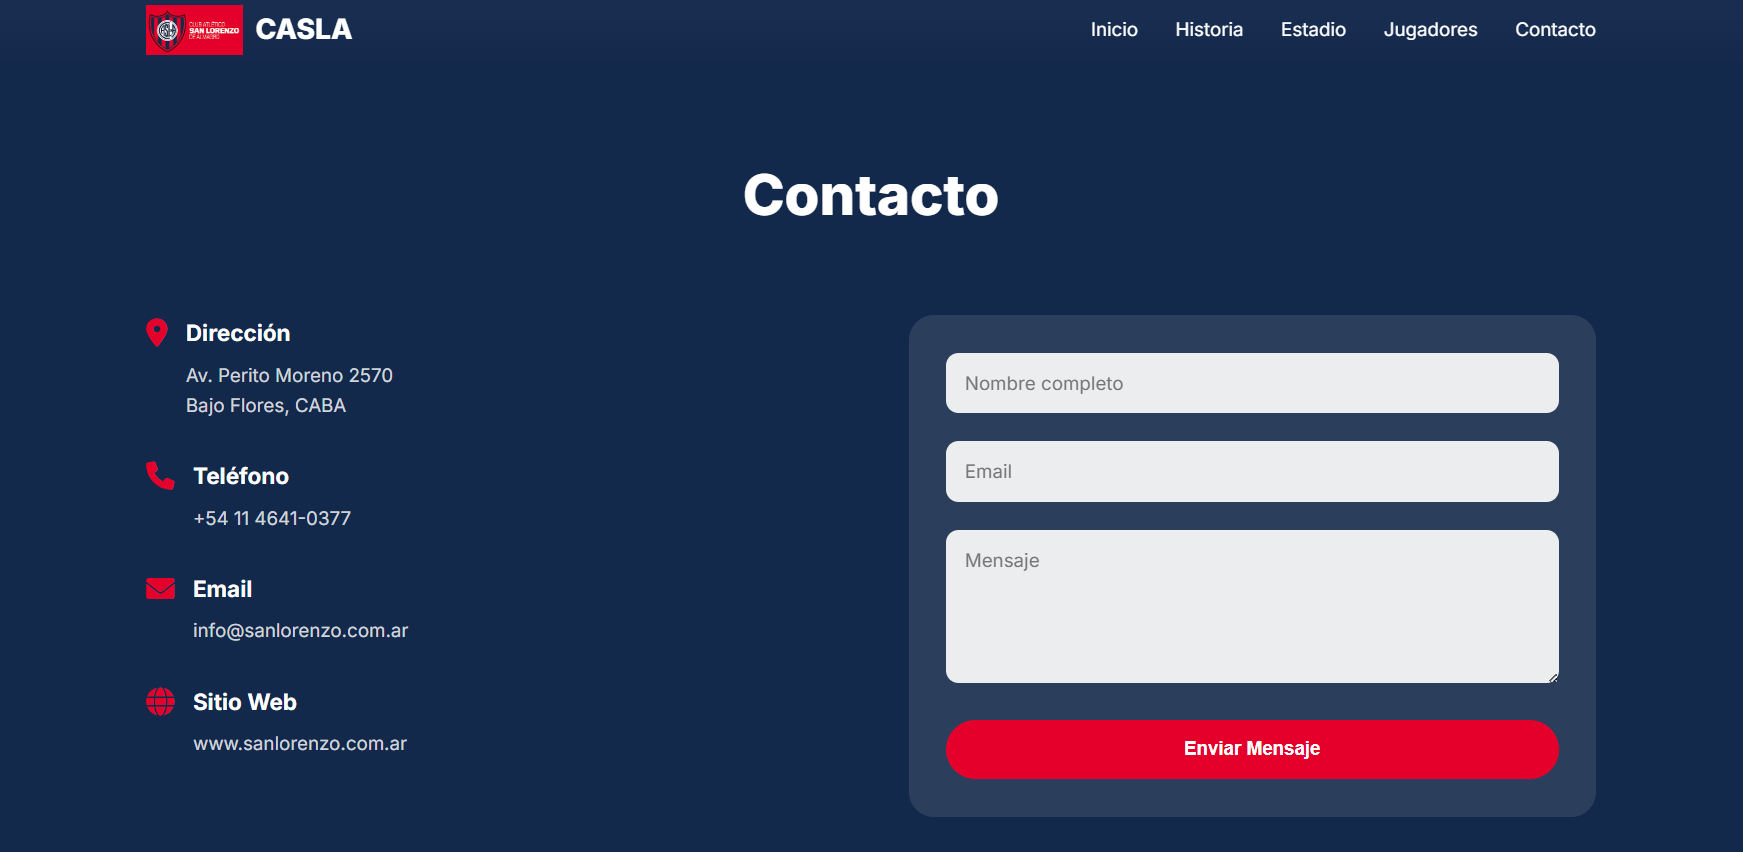 CLUB ATLÉTICO
SAN LORENZO
DE ALMAGRO
CASLA
Inicio
Historia
Estadio
Jugadores
Contacto
Contacto
Dirección
Av. Perito Moreno 2570
Bajo Flores, CABA
Teléfono
+54 11 4641-0377
Email
info@sanlorenzo.com.ar
Sitio Web
www.sanlorenzo.com.ar
Nombre completo
Email
Mensaje
Enviar Mensaje